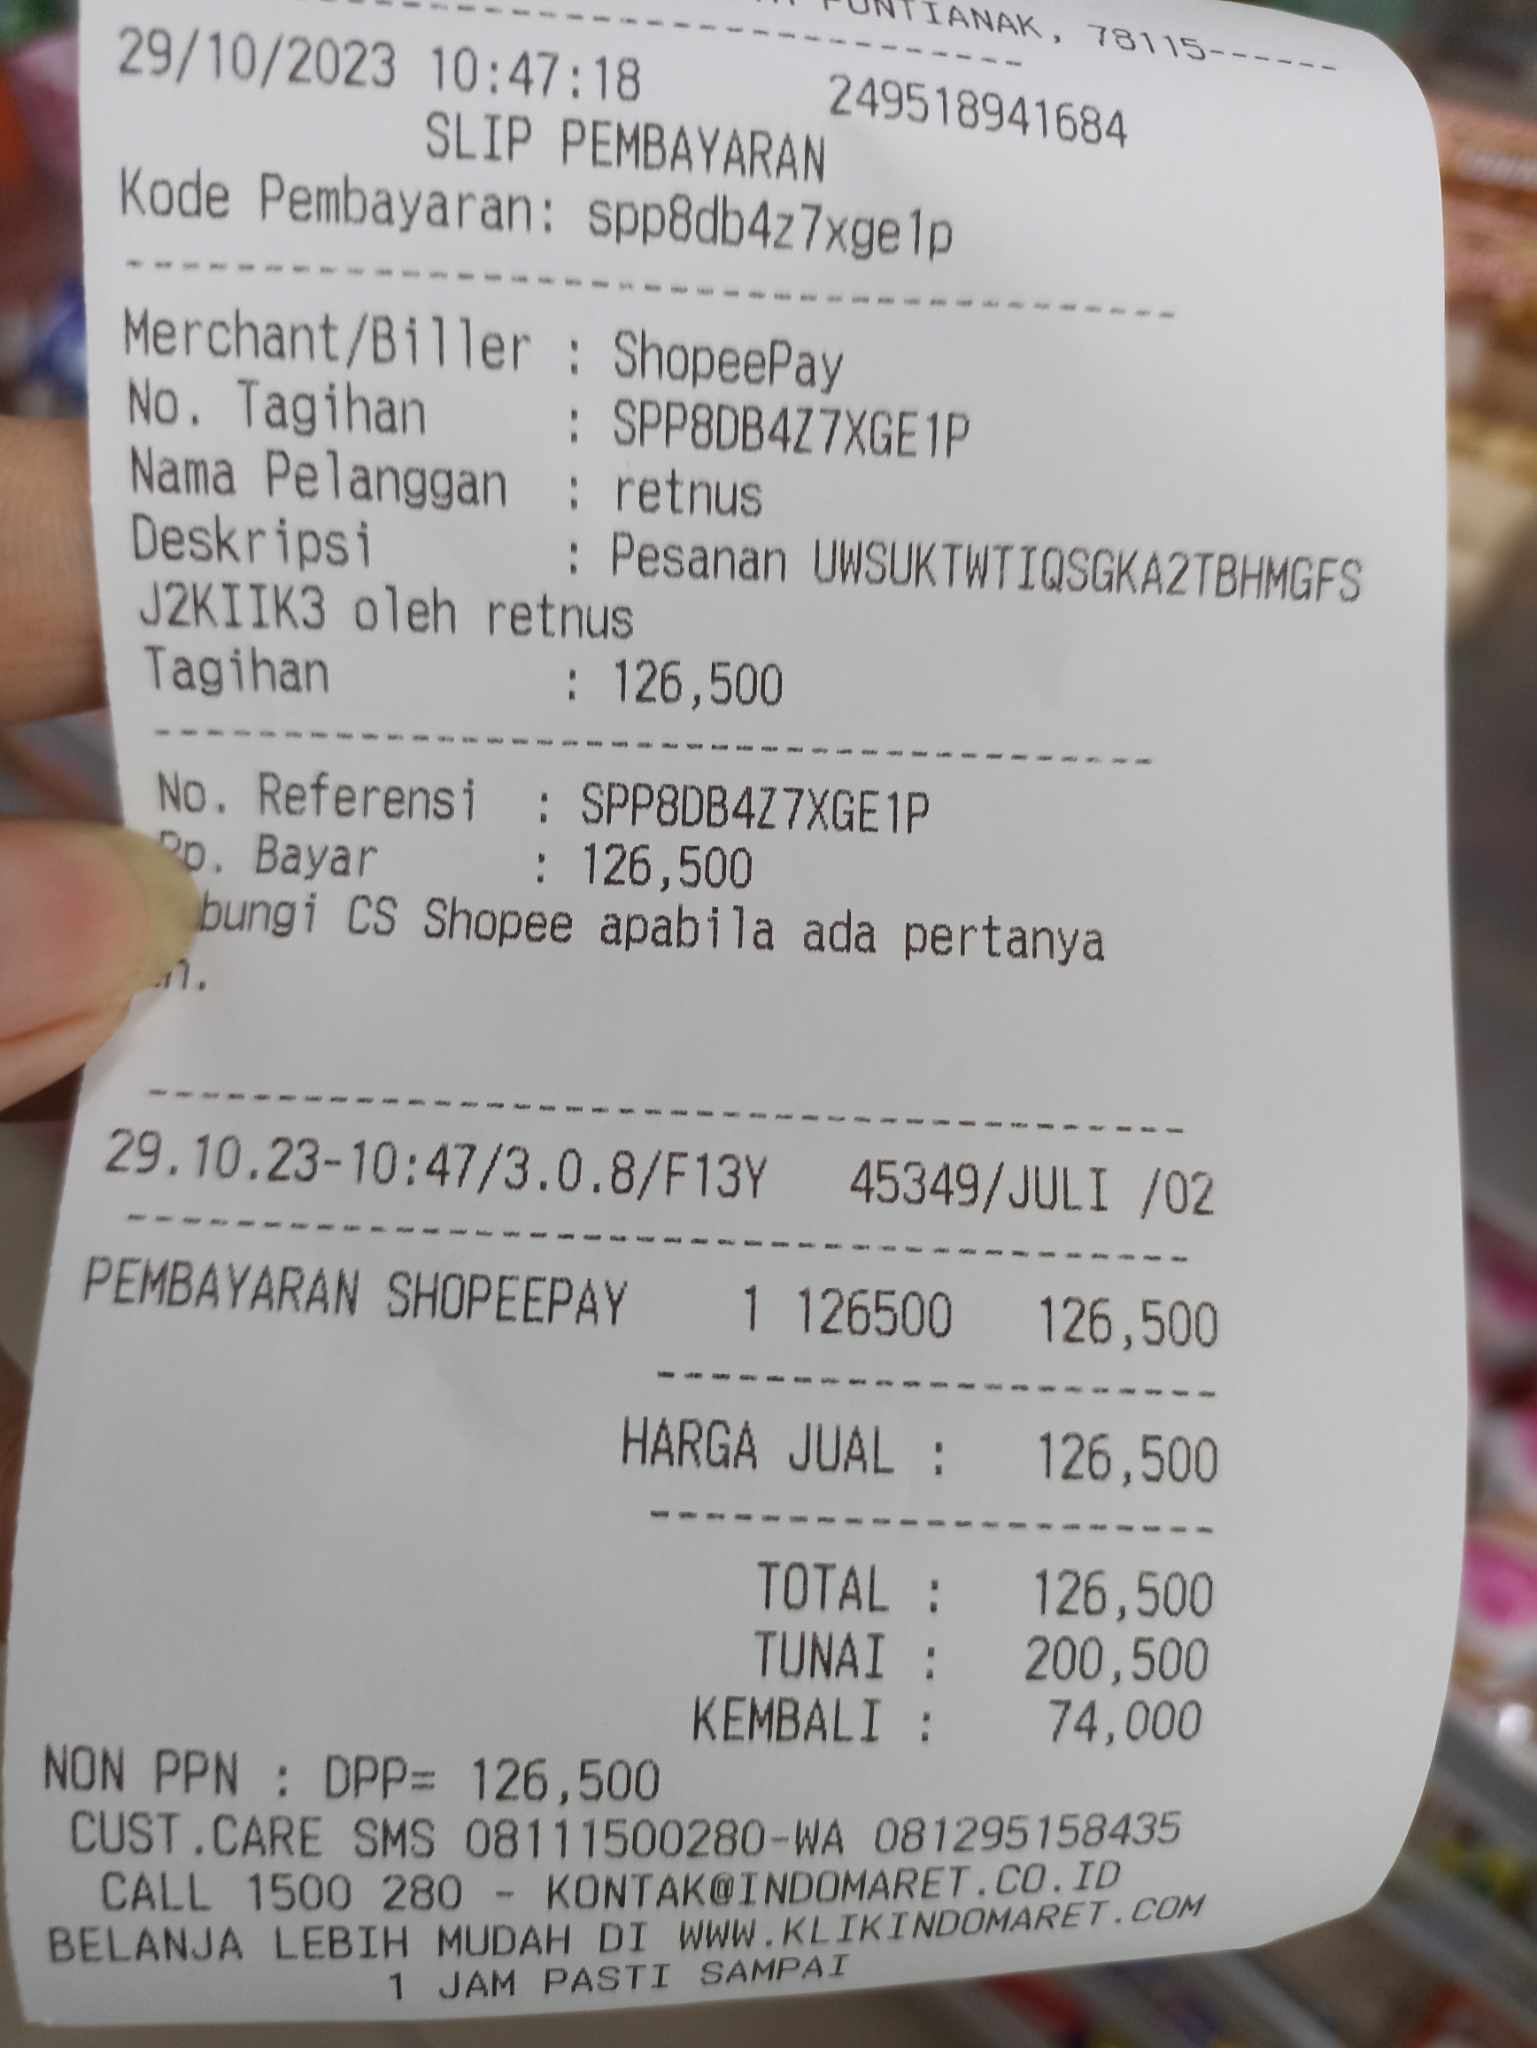 PONTIANAK, 78115------
29/10/2023 10:47:18 249518941684
SLIP PEMBAYARAN
Kode Pembayaran: spp8db4z7xge1p
Merchant/Biller : ShopeePay
No. Tagihan : SPP8DB4Z7XGE1P
Nama Pelanggan : retnus
Deskripsi : Pesanan UWSUKTWTIQSGKA2TBHMGFS
J2KIIK3 oleh retnus
Tagihan : 126,500
No. Referensi : SPP8DB4Z7XGE1P
Rp. Bayar : 126,500
bungi CS Shopee apabila ada pertanya
n.
29.10.23-10:47/3.0.8/F13Y 45349/JULI /02
PEMBAYARAN SHOPEEPAY 1 126500 126,500
HARGA JUAL : 126,500
TOTAL : 126,500
TUNAI : 200,500
KEMBALI : 74,000
NON PPN : DPP= 126,500
CUST.CARE SMS 08111500280-WA 081295158435
CALL 1500 280 - KONTAK@INDOMARET.CO.ID
BELANJA LEBIH MUDAH DI WWW.KLIKINDOMARET.COM
1 JAM PASTI SAMPAI